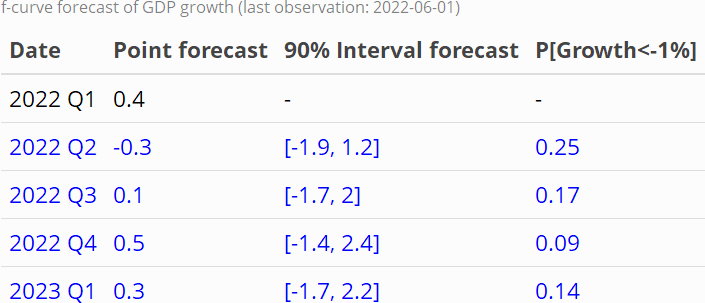 f-curve forecast of GDP growth (last observation: 2022-06-01)
Date Point forecast 90% Interval forecast P[Growth<-1%]
2022 Q1 0.4 - -
2022 Q2 -0.3 [-1.9, 1.2] 0.25
2022 Q3 0.1 [-1.7, 2] 0.17
2022 Q4 0.5 [-1.4, 2.4] 0.09
2023 Q1 0.3 [-1.7, 2.2] 0.14